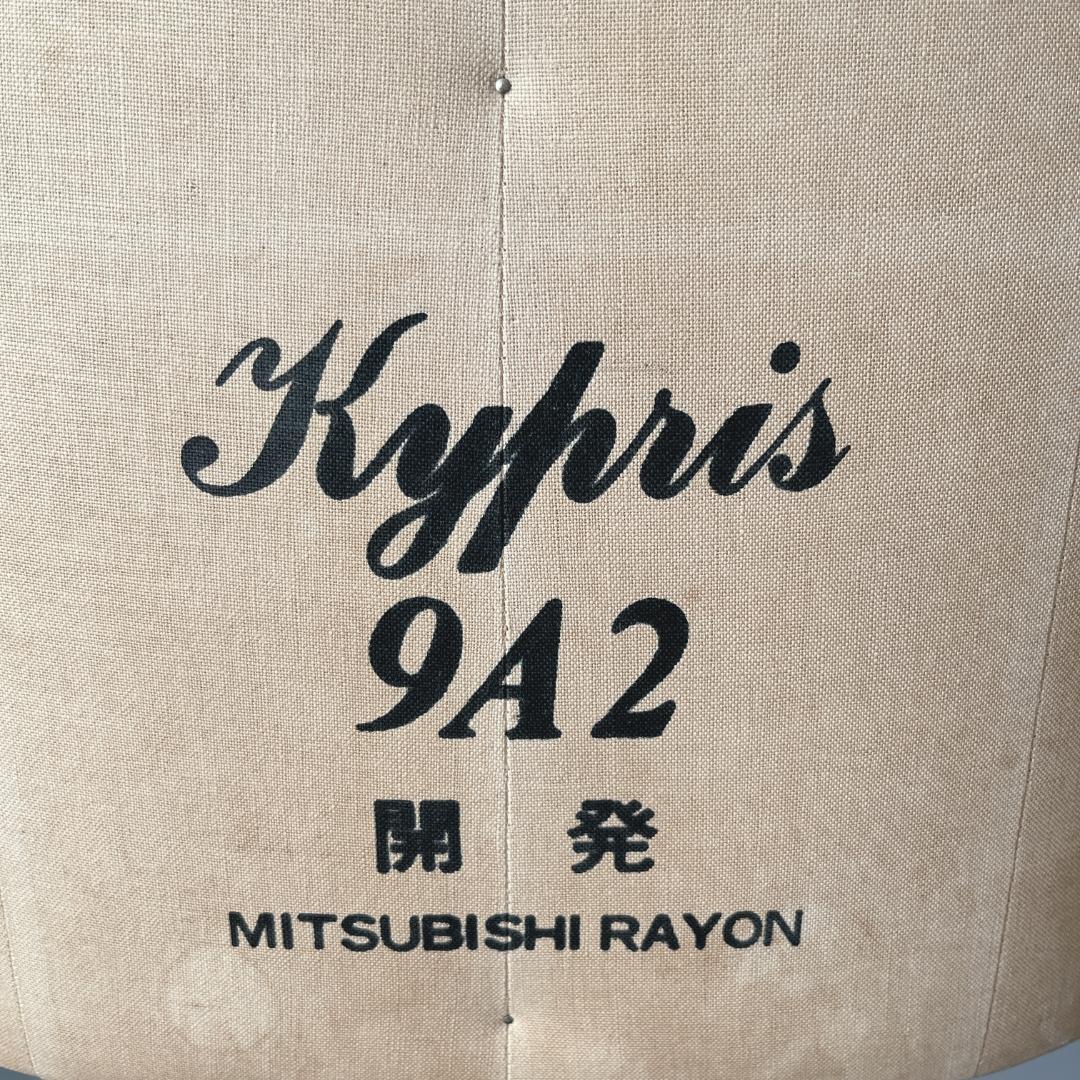 Kypris
9A2
開発
MITSUBISHI RAYON